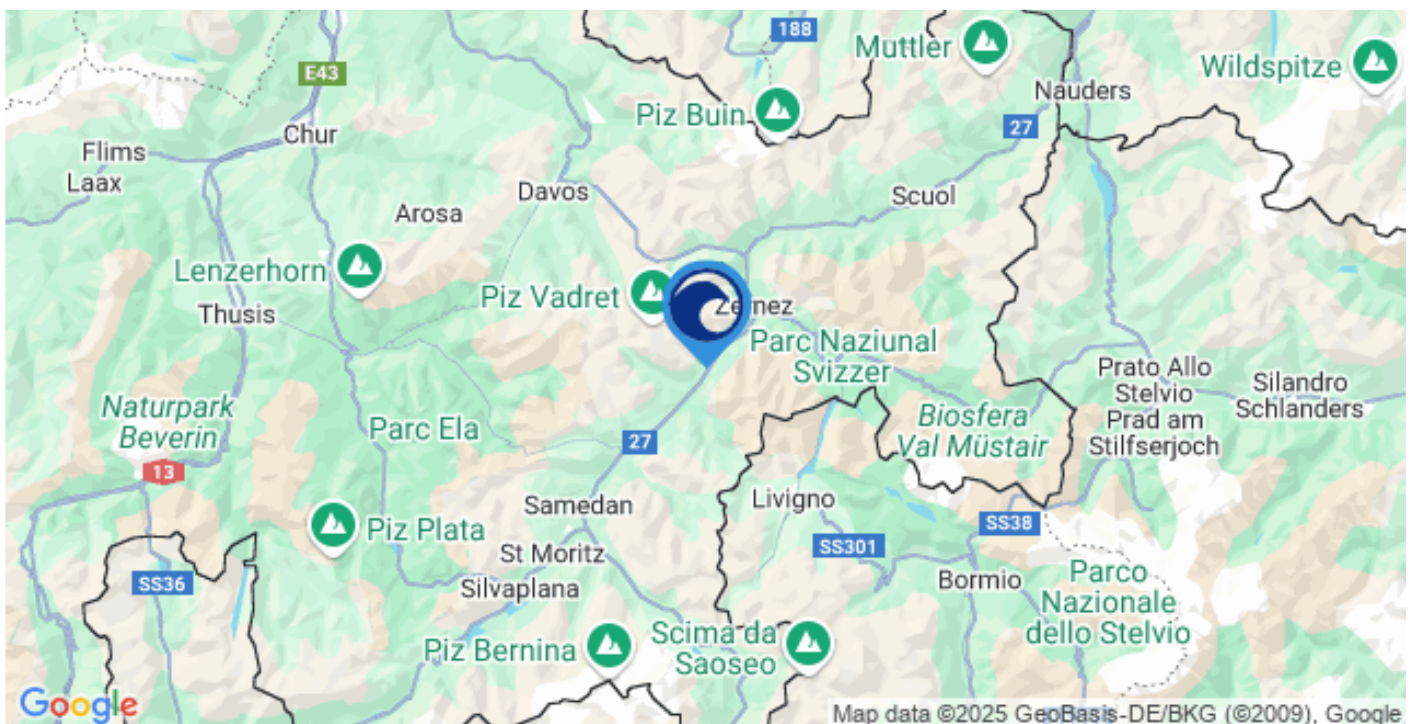 188
Muttler
Wildspitze
E43
Nauders
Piz Buin
27
Chur
Flims
Laax
Davos
Scuol
Arosa
Lenzerhorn
Piz Vadret
Zernez
Thusis
Parc Naziunal
Svizzer
Prato Allo
Stelvio
Prad am
Stilfserjoch
Silandro
Schlanders
Naturpark
Beverin
Parc Ela
Biosfera
Val Müstair
27
13
Samedan
Livigno
Piz Plata
SS38
St Moritz
SS301
SS36
Silvaplana
Bormio
Parco
Nazionale
dello Stelvio
Piz Bernina
Scima da
Saoseo
Google
Map data ©2025 GeoBasis-DE/BKG (©2009), Google